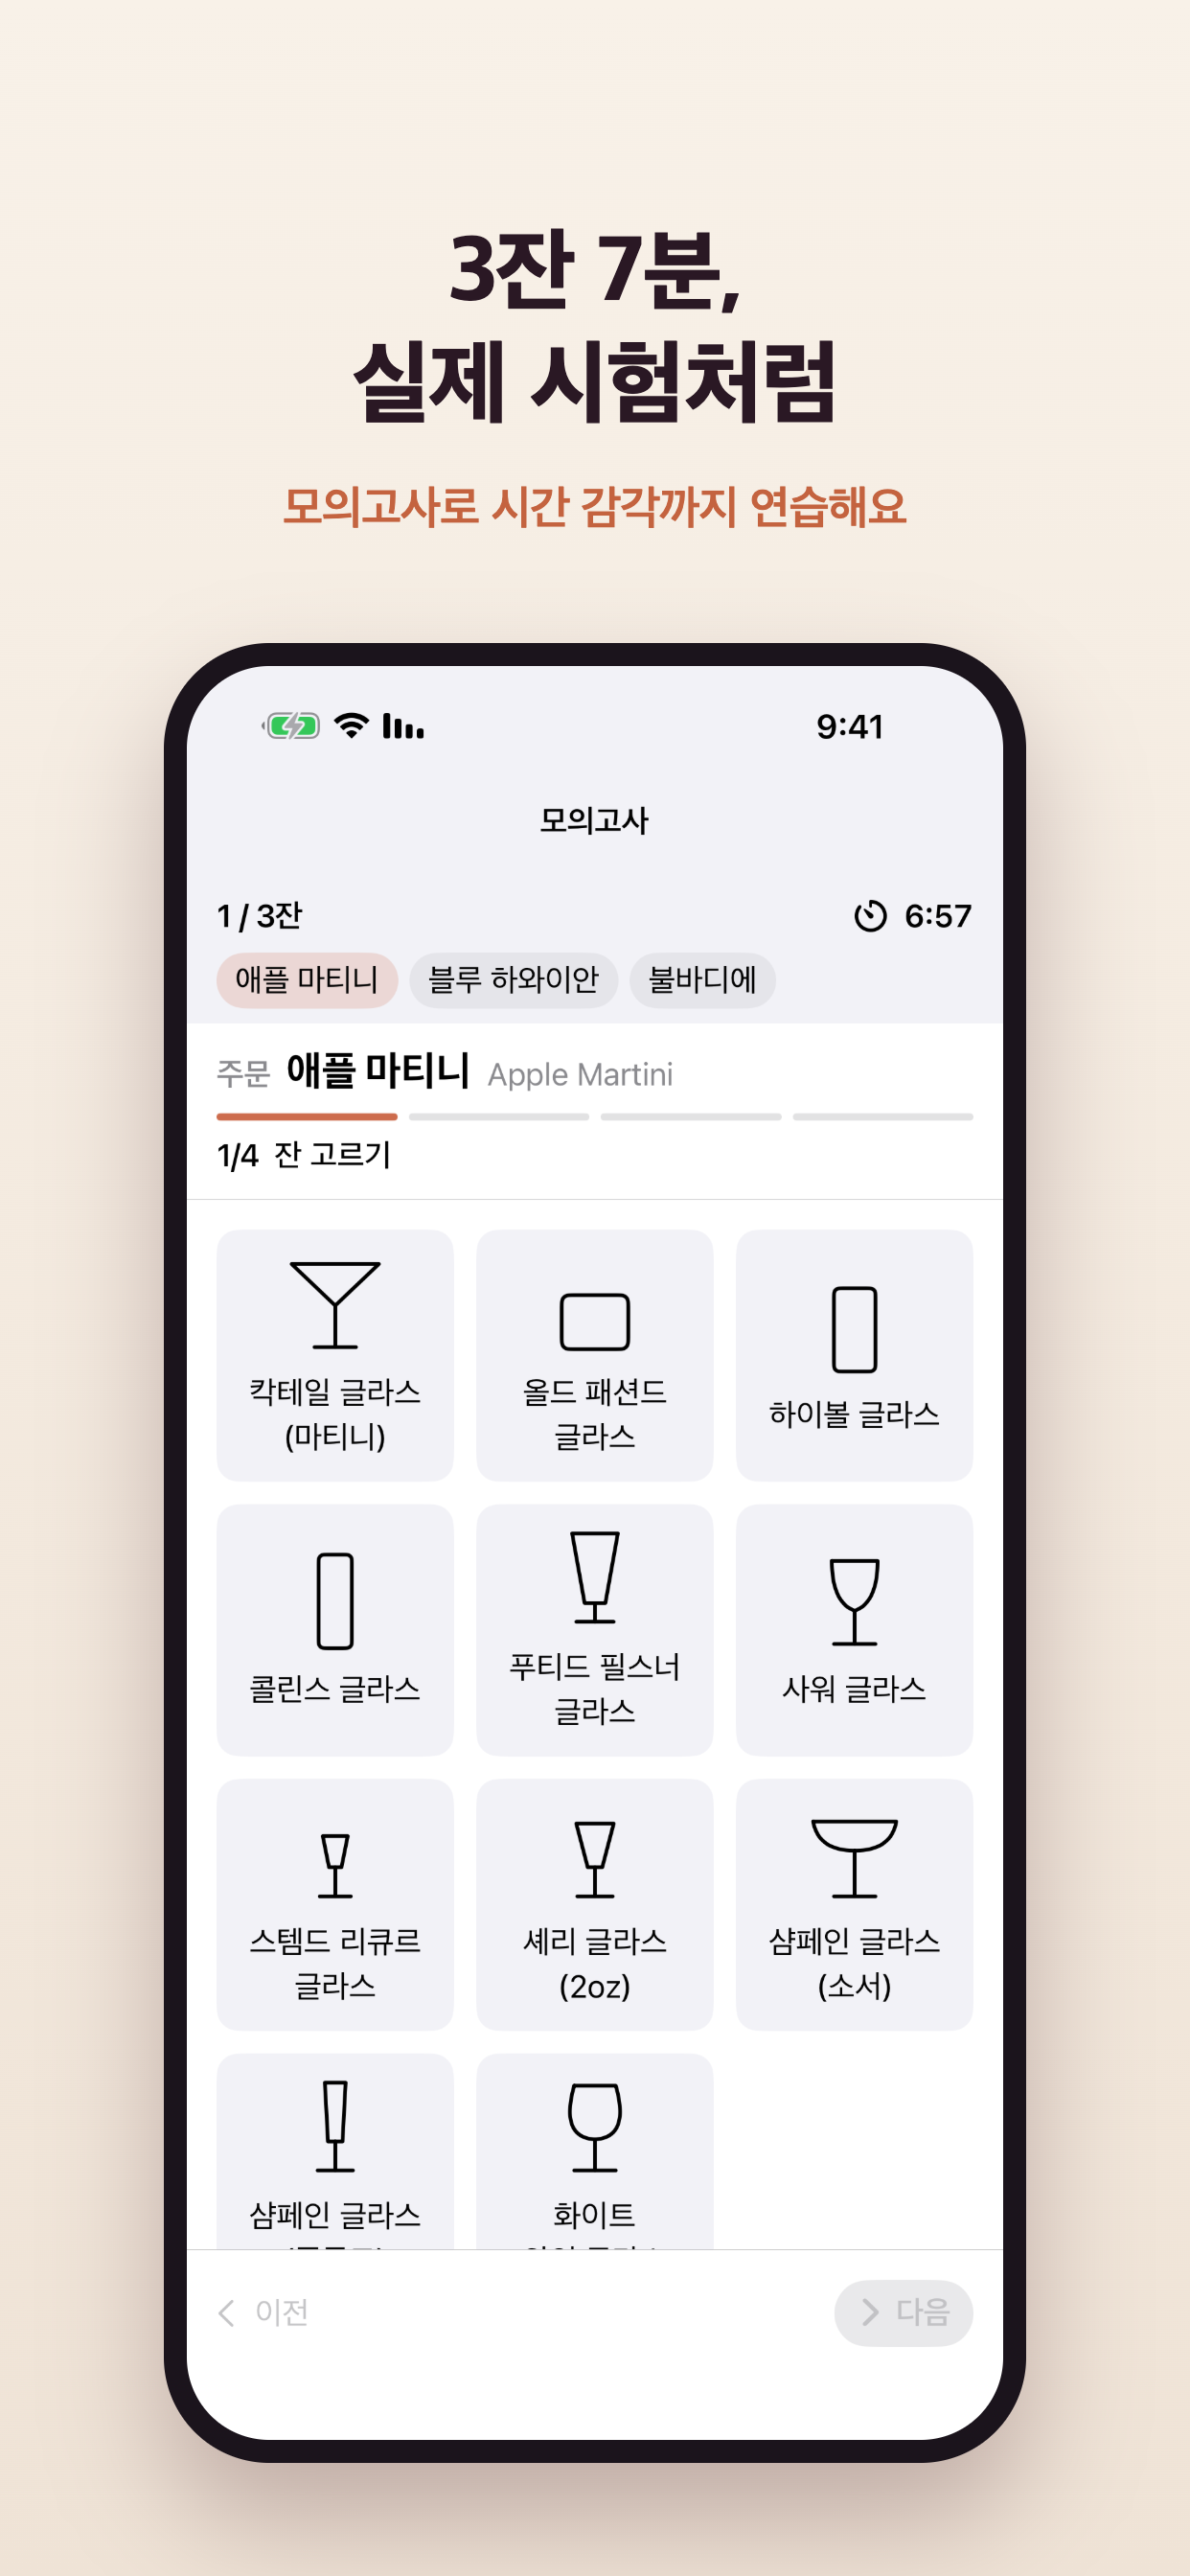 3잔 7분,
실제 시험처럼
모의고사로 시간 감각까지 연습해요
9:41
모의고사
1 / 3잔
6:57
애플 마티니 블루 하와이안 불바디에
주문 애플 마티니 Apple Martini
1/4 잔 고르기
칵테일 글라스
(마티니)
올드 패션드
글라스
하이볼 글라스
콜린스 글라스
푸티드 필스너
글라스
사워 글라스
스템드 리큐르
글라스
셰리 글라스
(2oz)
샴페인 글라스
(소서)
샴페인 글라스
화이트
이전
다음